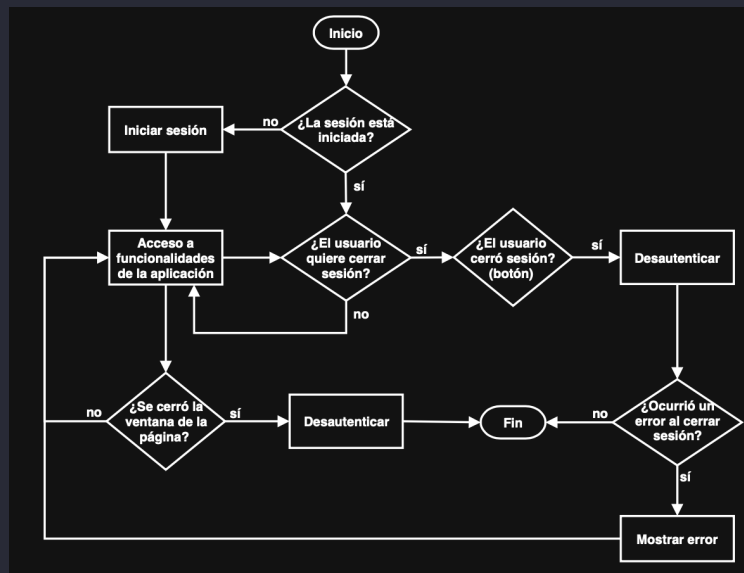 Inicio
¿La sesión está
iniciada?
no
Iniciar sesión
sí
Acceso a
funcionalidades
de la aplicación
¿El usuario
quiere cerrar
sesión?
sí
¿El usuario
cerró sesión?
(botón)
sí
Desautenticar
no
¿Se cerró la
ventana de la
página?
no
sí
Desautenticar
Fin
no
¿Ocurrió un
error al cerrar
sesión?
sí
Mostrar error